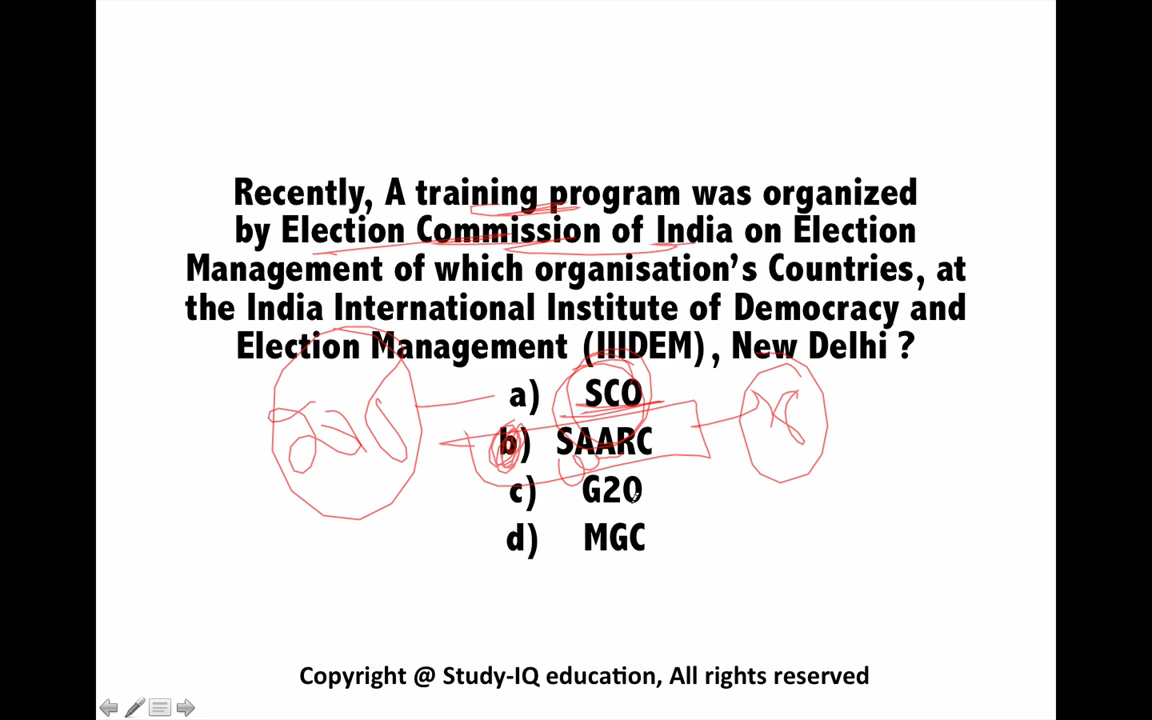 Recently, A training program was organized
by Election Commission of India on Election
Management of which organisation's Countries, at
the India International Institute of Democracy and
Election Management (IIIDEM), New Delhi ?
a) SCO
b) SAARC
c) G20
d) MGC
Copyright @ Study-IQ education, All rights reserved